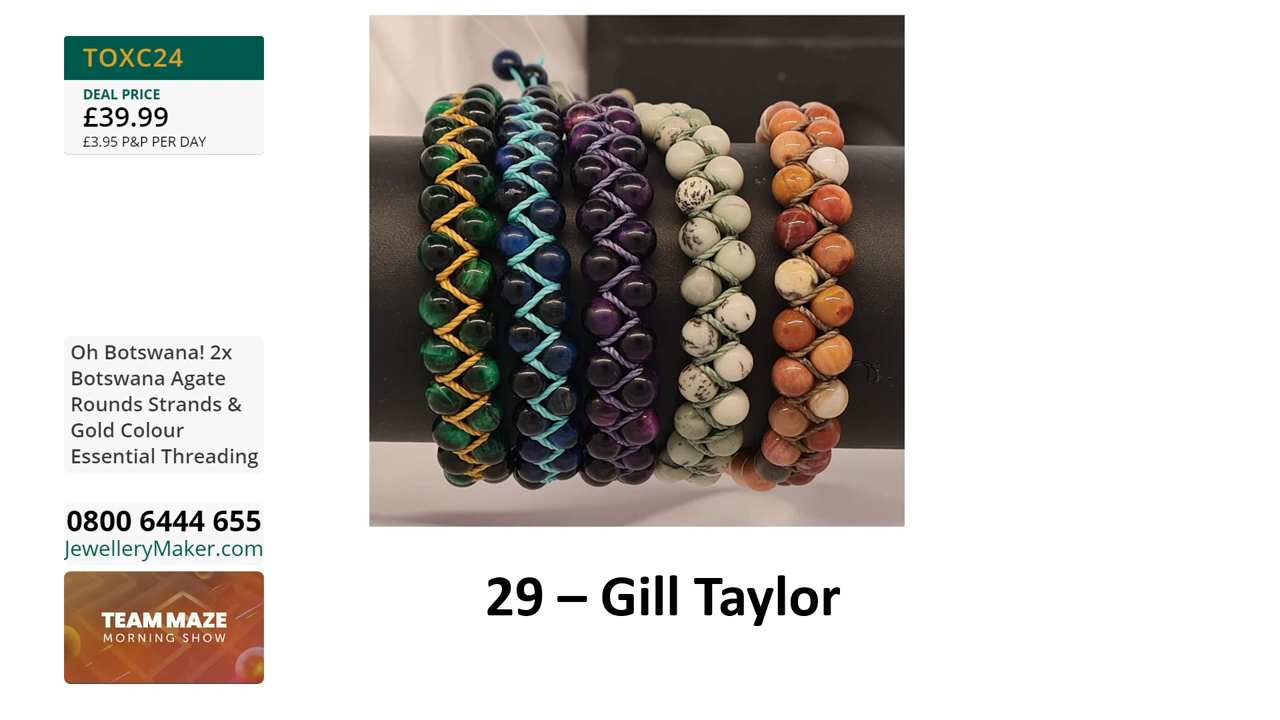 TOXC24
DEAL PRICE
£39.99
£3.95 P&P PER DAY
Oh Botswana! 2x
Botswana Agate
Rounds Strands &
Gold Colour
Essential Threading
0800 6444 655
JewelleryMaker.com
TEAM MAZE
MORNING SHOW
29 – Gill Taylor